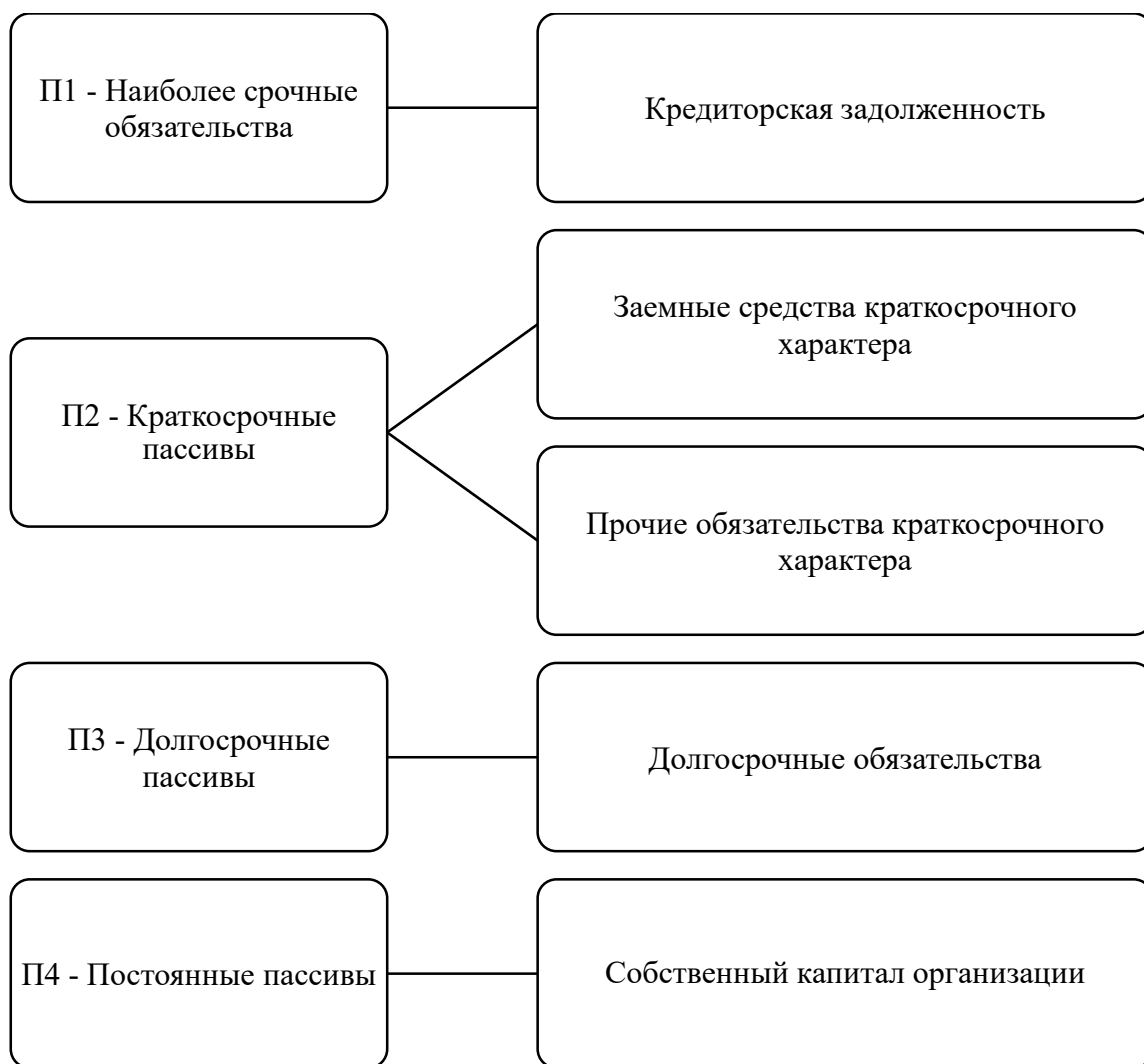 П1 - Наиболее срочные
обязательства
Кредиторская задолженность
П2 - Краткосрочные
пассивы
Заемные средства краткосрочного
характера
Прочие обязательства краткосрочного
характера
П3 - Долгосрочные
пассивы
Долгосрочные обязательства
П4 - Постоянные пассивы
Собственный капитал организации